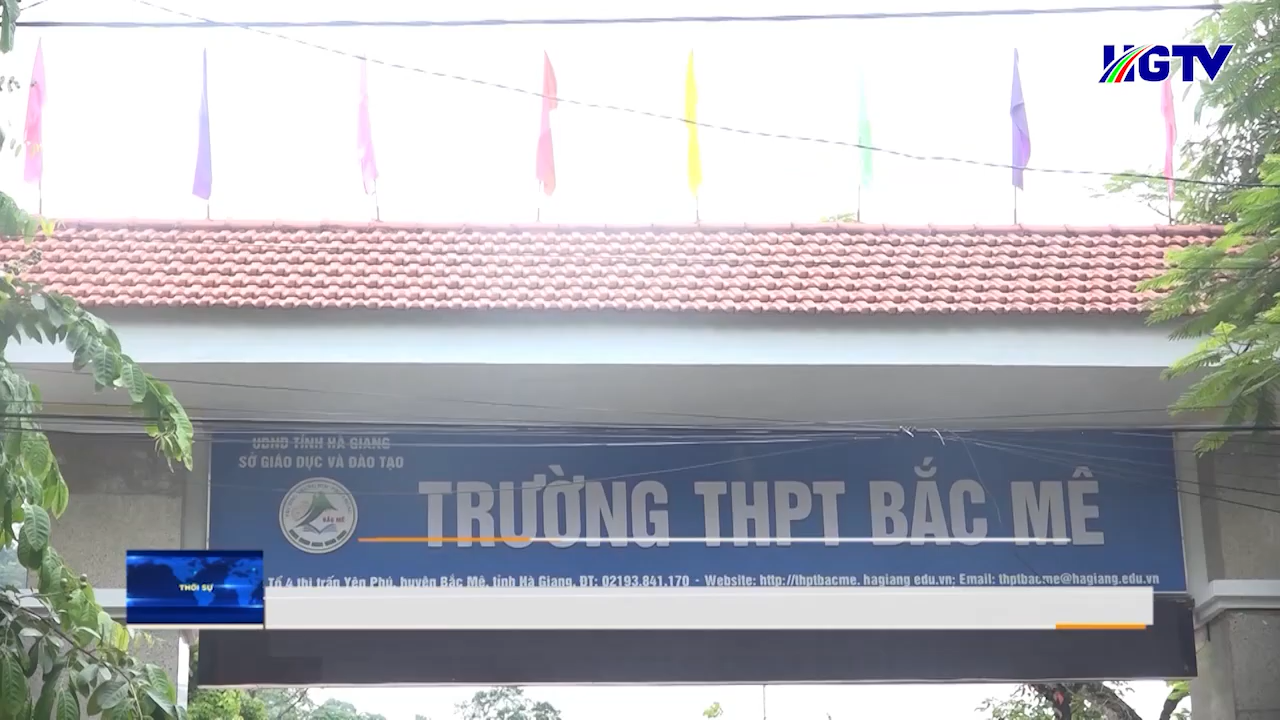 HGTV
UBND TỈNH HÀ GIANG
SỞ GIÁO DỤC VÀ ĐÀO TẠO
TRƯỜNG THPT BẮC MÊ
BẮC MÊ
Tổ 4 thị trấn Yên Phú, huyện Bắc Mê, tỉnh Hà Giang. ĐT: 02193.841.170 - Website: http://thptbacme.hagiang.edu.vn; Email: thptbacme@hagiang.edu.vn
THỜI SỰ